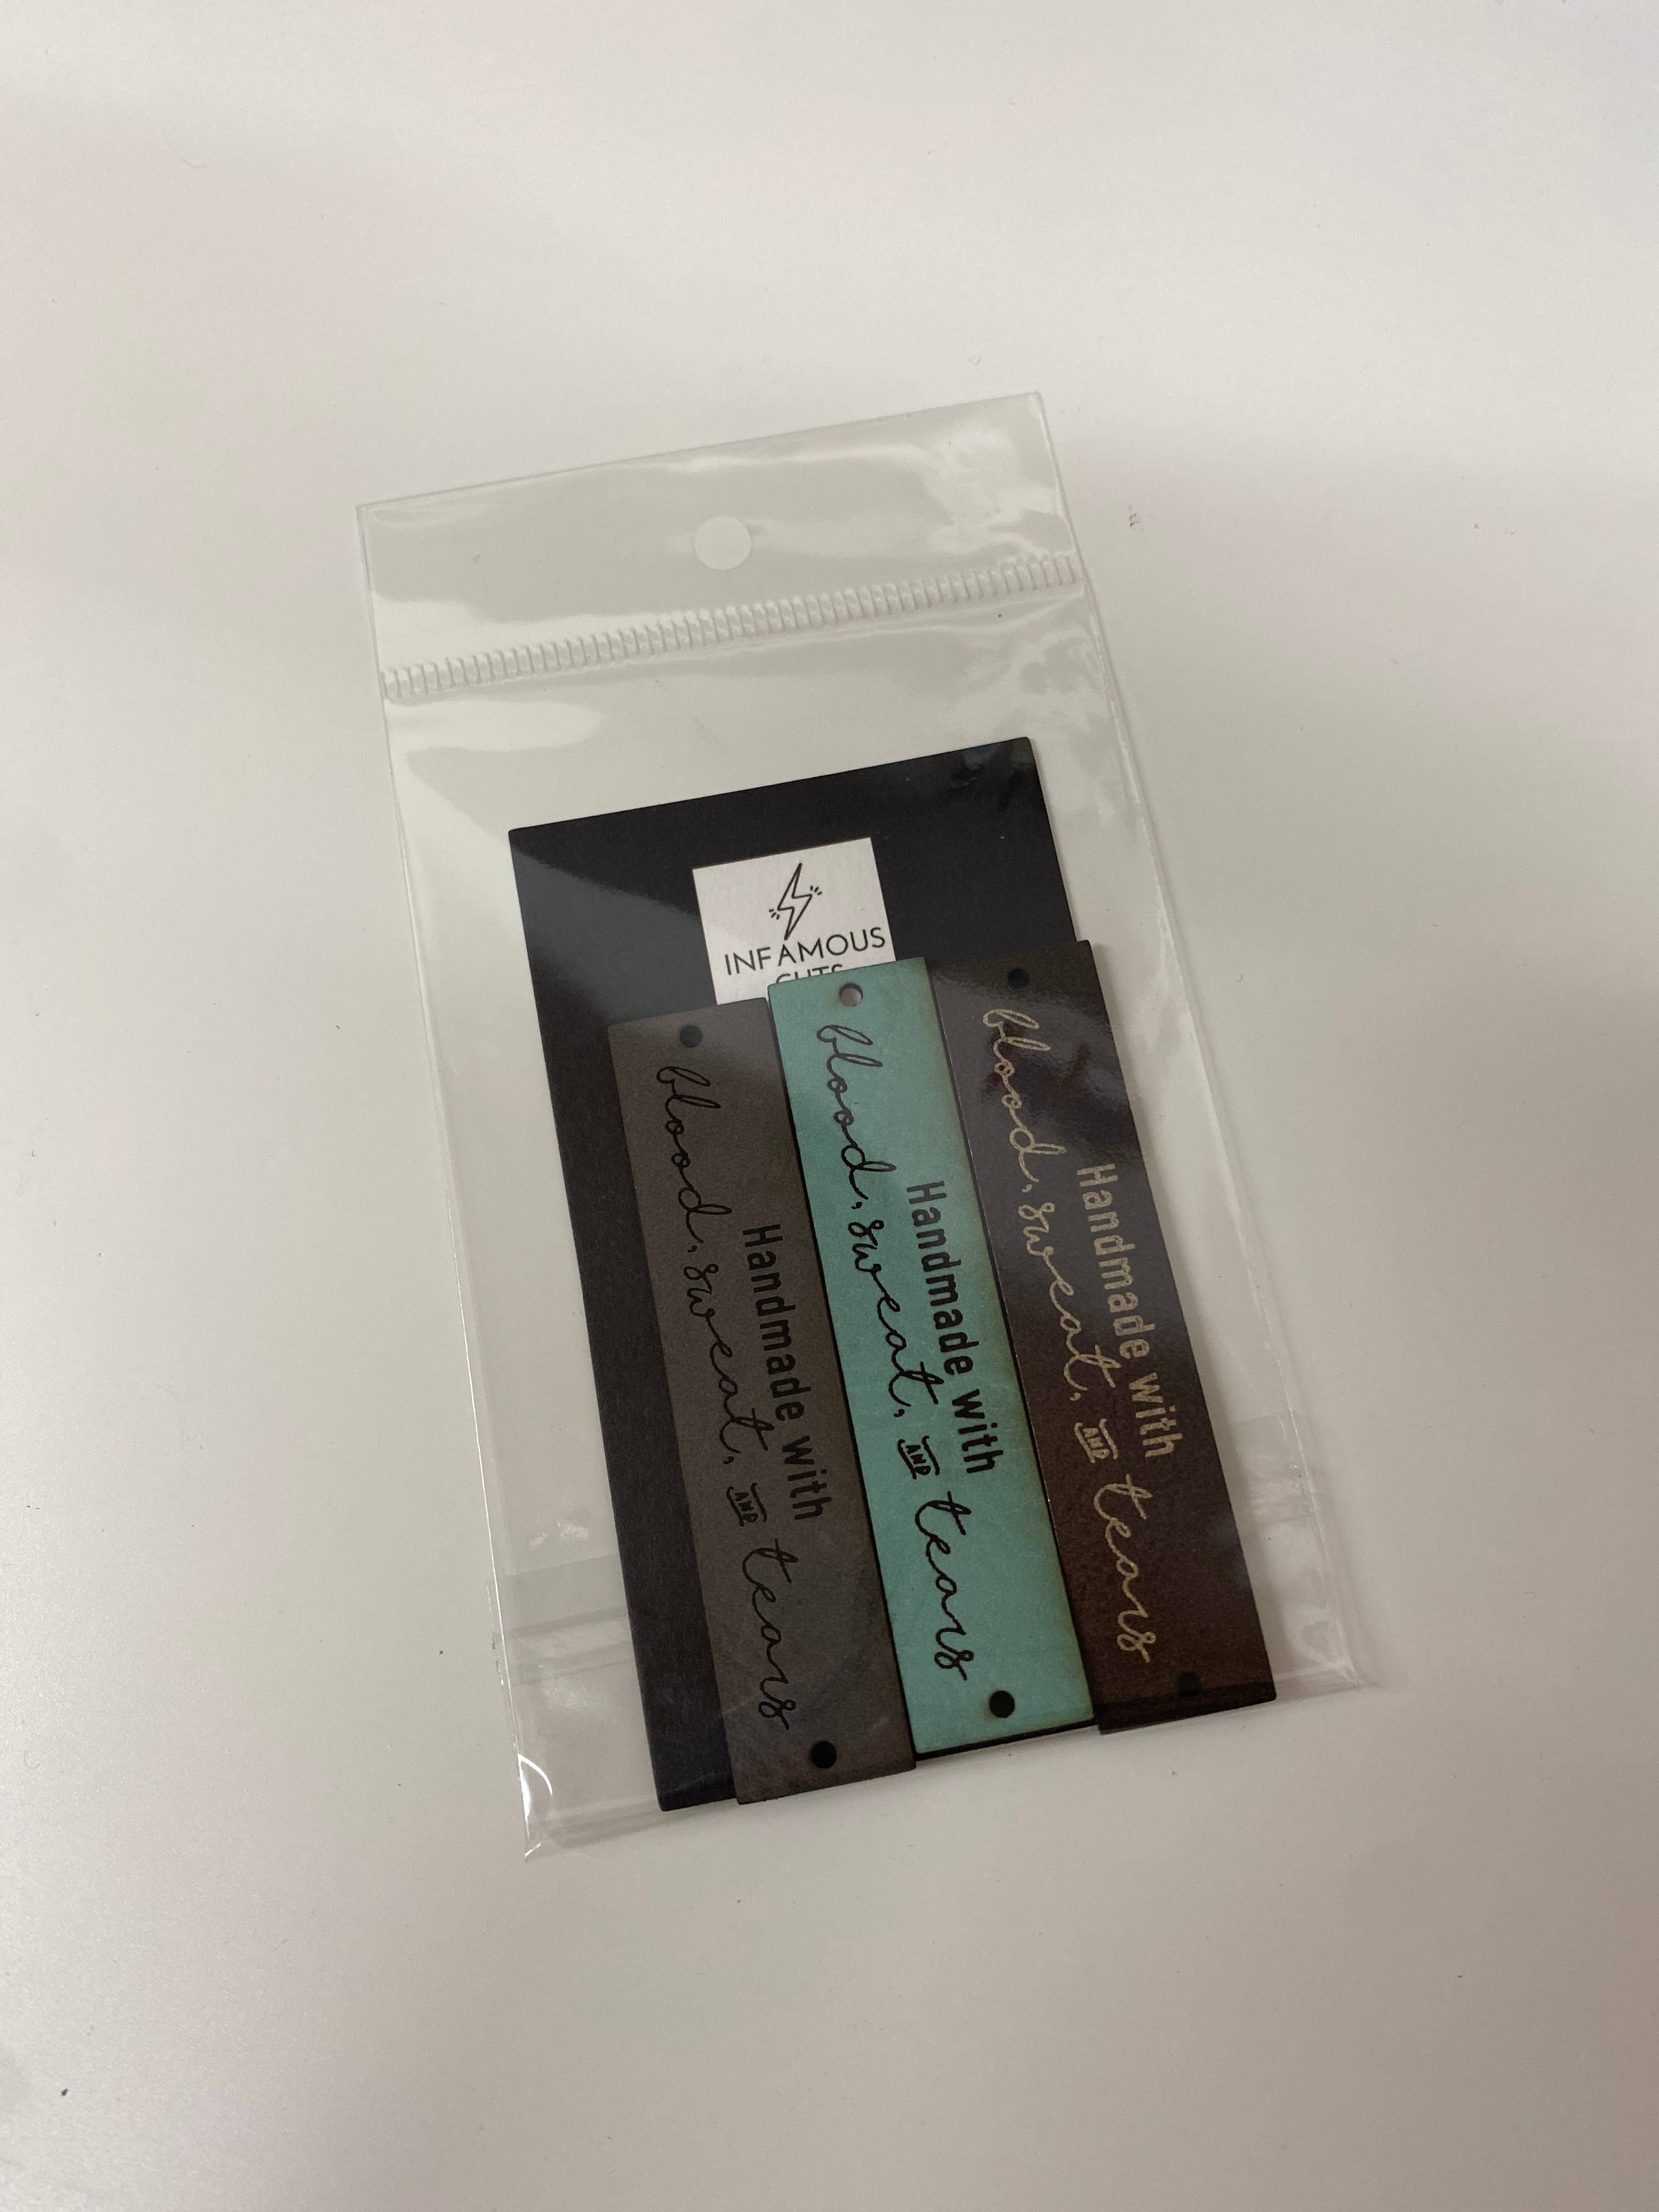 INFAMOUS
CUTS
Handmade with
blood, sweat, AND tears
Handmade with
blood, sweat, AND tears
Handmade with
blood, sweat, AND tears